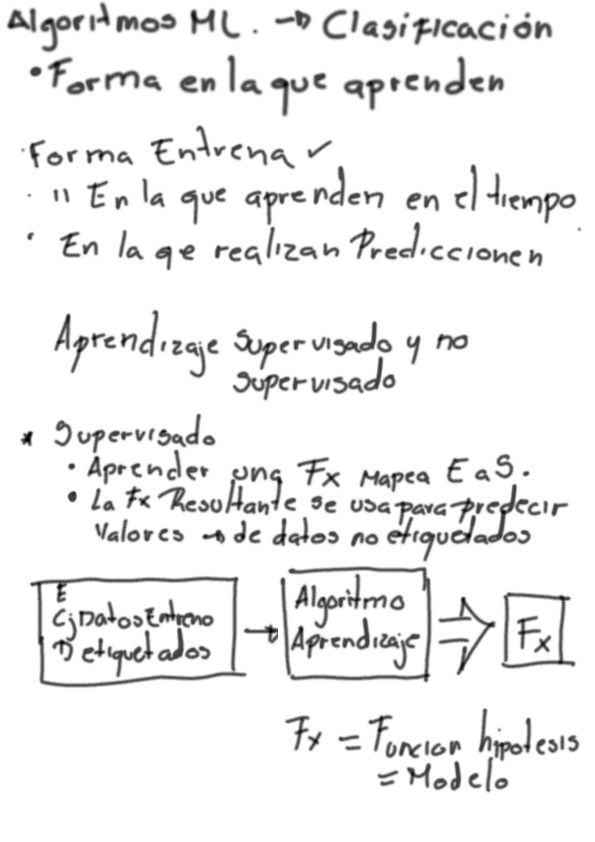 Algoritmos ML. → Clasificación
• Forma en la que aprenden
· Forma Entrena ✓
· " En la que aprenden en el tiempo
· En la qe realizan Prediccionen
Aprendizaje Supervisado y no
Supervisado
* Supervisado
• Aprender una Fx Mapea E a S.
• La Fx Resultante se usa para predecir
Valores → de datos no etiquetados
E
Cj Datos Entreno
etiquetados
→
Algoritmo
Aprendizaje
⇒
Fx
Fx = Funcion hipotesis
= Modelo